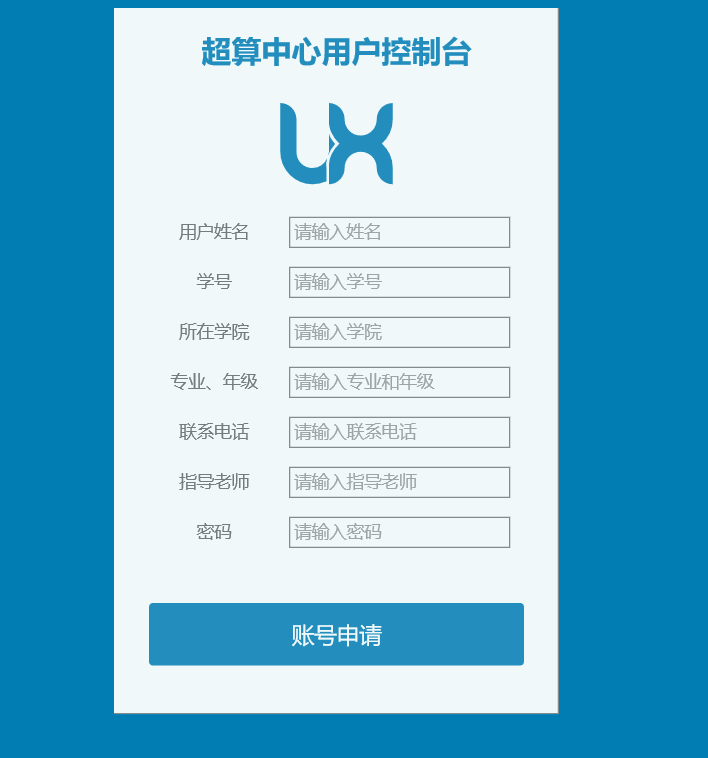 超算中心用户控制台
UX
用户姓名 请输入姓名
学号 请输入学号
所在学院 请输入学院
专业、年级 请输入专业和年级
联系电话 请输入联系电话
指导老师 请输入指导老师
密码 请输入密码
账号申请